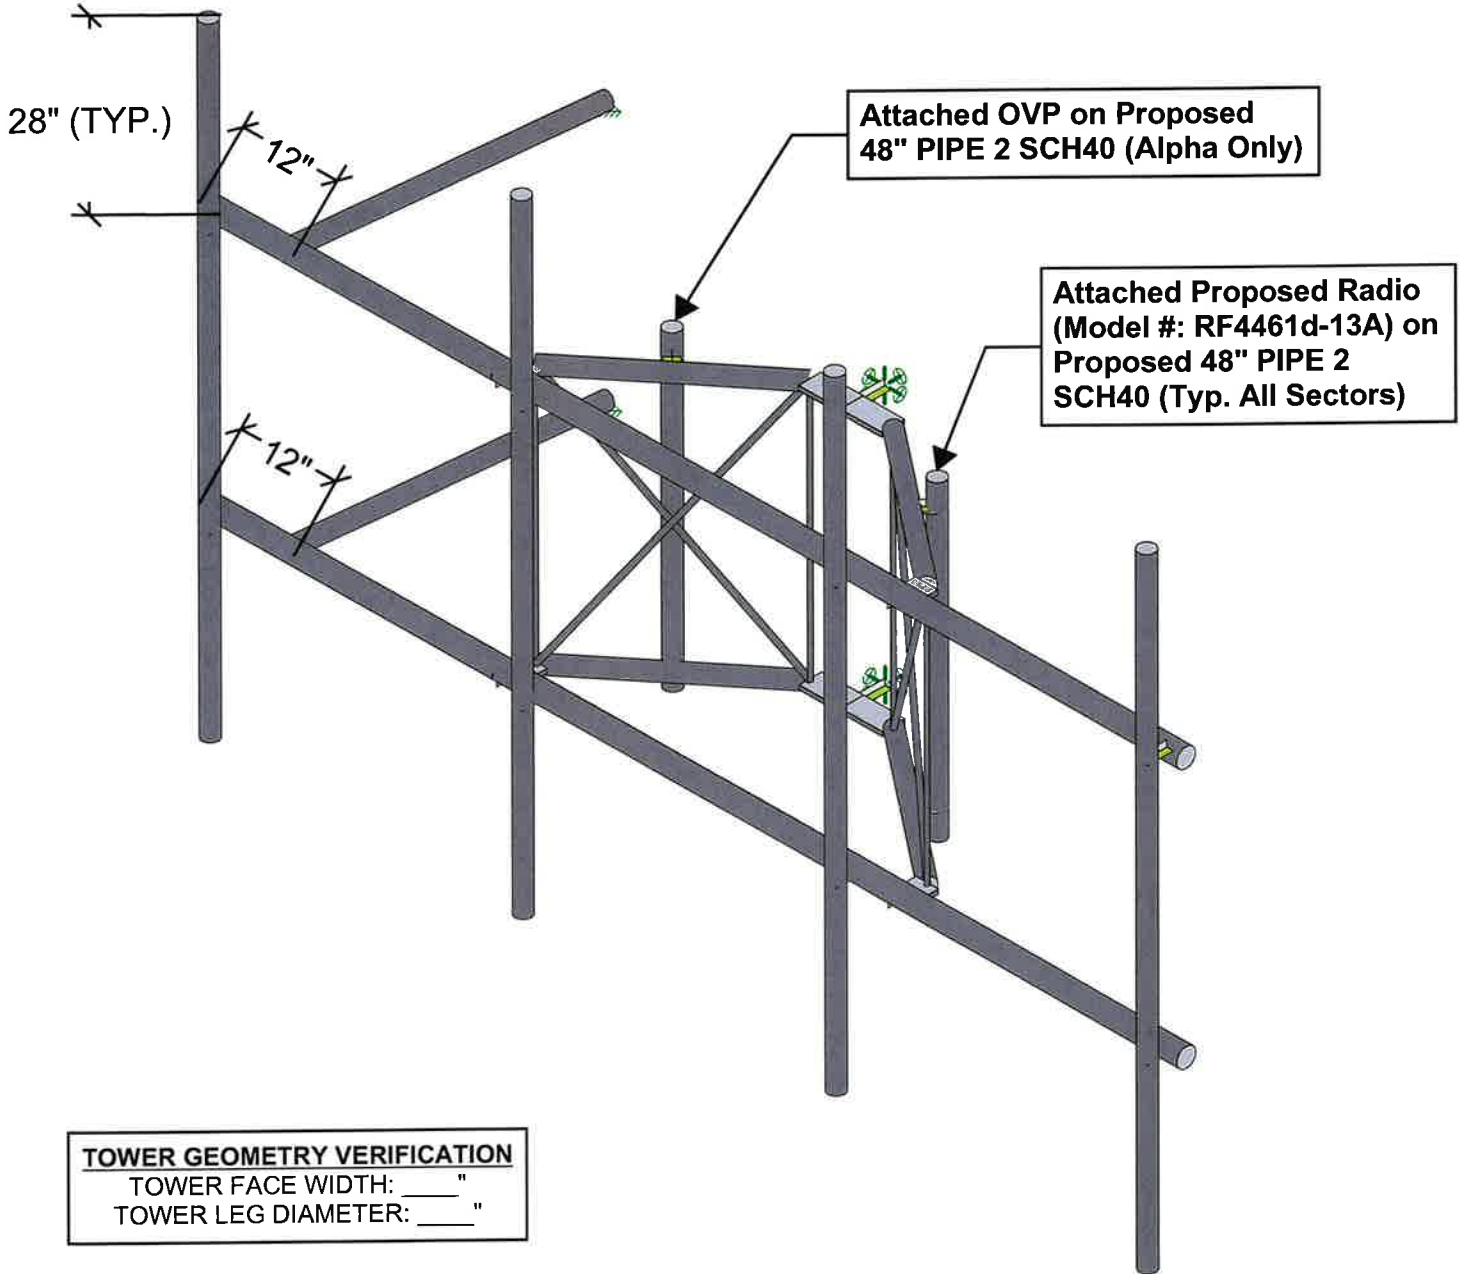 28" (TYP.)
12"
12"
Attached OVP on Proposed
48" PIPE 2 SCH40 (Alpha Only)
Attached Proposed Radio
(Model #: RF4461d-13A) on
Proposed 48" PIPE 2
SCH40 (Typ. All Sectors)
TOWER GEOMETRY VERIFICATION
TOWER FACE WIDTH: ____"
TOWER LEG DIAMETER: ____"